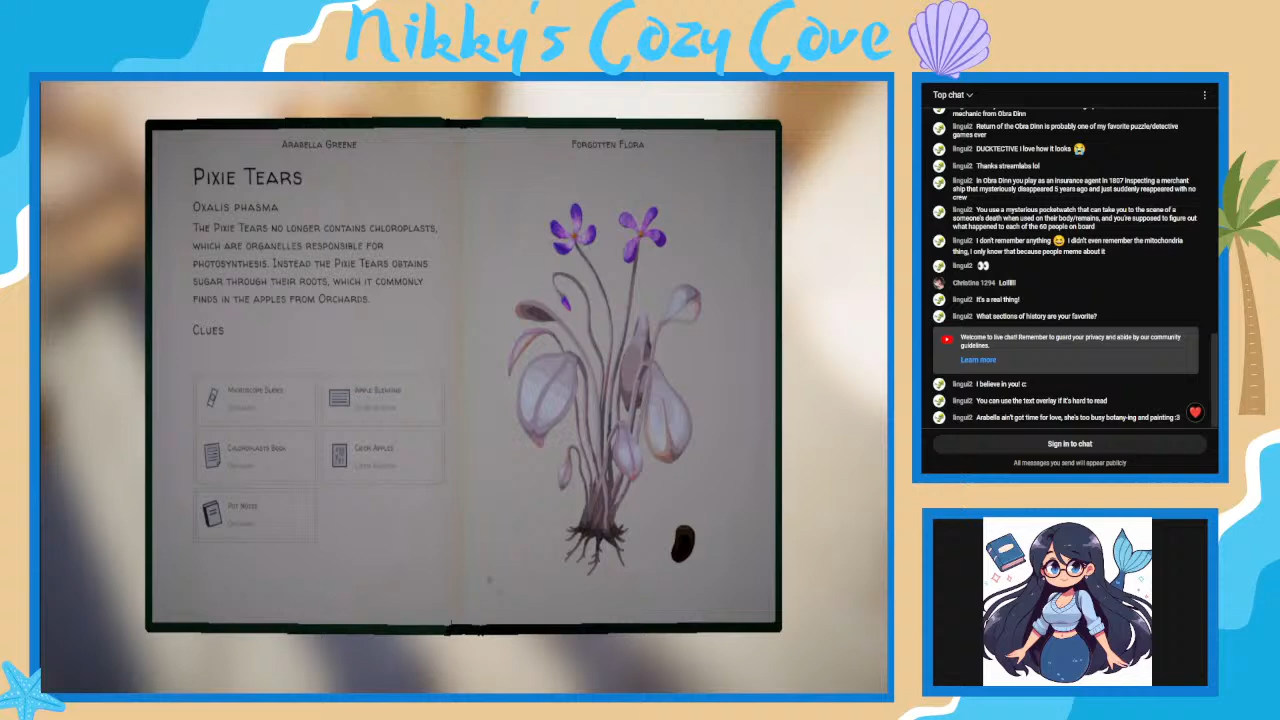 Nikky's Cozy Cove
Arabella Greene
Forgotten Flora
Pixie Tears
Oxalis phasma
The Pixie Tears no longer contains chloroplasts,
which are organelles responsible for
photosynthesis. Instead the Pixie Tears obtains
sugar through their roots, which it commonly
finds in the apples from Orchards.
Clues
Microscope Slides
Apple Blending
Chloroplasts Book
Check Apples
Pot Notes
Top chat
mechanic from Obra Dinn
lingui2 Return of the Obra Dinn is probably one of my favorite puzzle/detective
games ever
lingui2 DUCKTECTIVE I love how it looks 😭
lingui2 Thanks streamlabs lol
lingui2 In Obra Dinn you play as an insurance agent in 1807 inspecting a merchant
ship that mysteriously disappeared 5 years ago and just suddenly reappeared with no
crew
lingui2 You use a mysterious pocketwatch that can take you to the scene of a
someone's death when used on their body/remains, and you're supposed to figure out
what happened to each of the 60 people on board
lingui2 I don't remember anything 😆 I didn't even remember the mitochondria
thing, I only know that because people meme about it
lingui2 👀
Christina 1294 Lollllll
lingui2 It's a real thing!
lingui2 What sections of history are your favorite?
Welcome to live chat! Remember to guard your privacy and abide by our community
guidelines.
Learn more
lingui2 I believe in you! c:
lingui2 You can use the text overlay if it's hard to read
lingui2 Arabella ain't got time for love, she's too busy botany-ing and painting :3
Sign in to chat
All messages you send will appear publicly